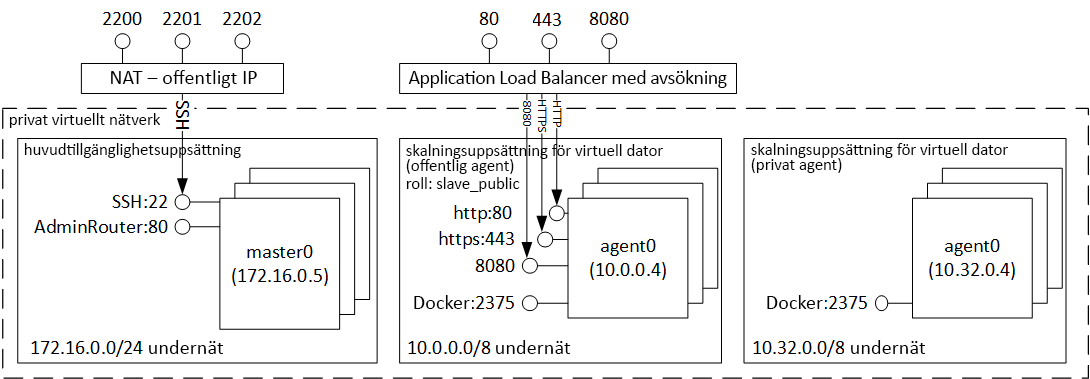 2200 2201 2202
80 443 8080
NAT – offentligt IP
Application Load Balancer med avsökning
SSH
8080
HTTPS
HTTP
privat virtuellt nätverk
huvudtillgänglighetsuppsättning
SSH:22
AdminRouter:80
master0
(172.16.0.5)
172.16.0.0/24 undernät
skalningsuppsättning för virtuell dator
(offentlig agent)
roll: slave_public
http:80
https:443
8080
Docker:2375
agent0
(10.0.0.4)
10.0.0.0/8 undernät
skalningsuppsättning för virtuell dator
(privat agent)
agent0
(10.32.0.4)
Docker:2375
10.32.0.0/8 undernät